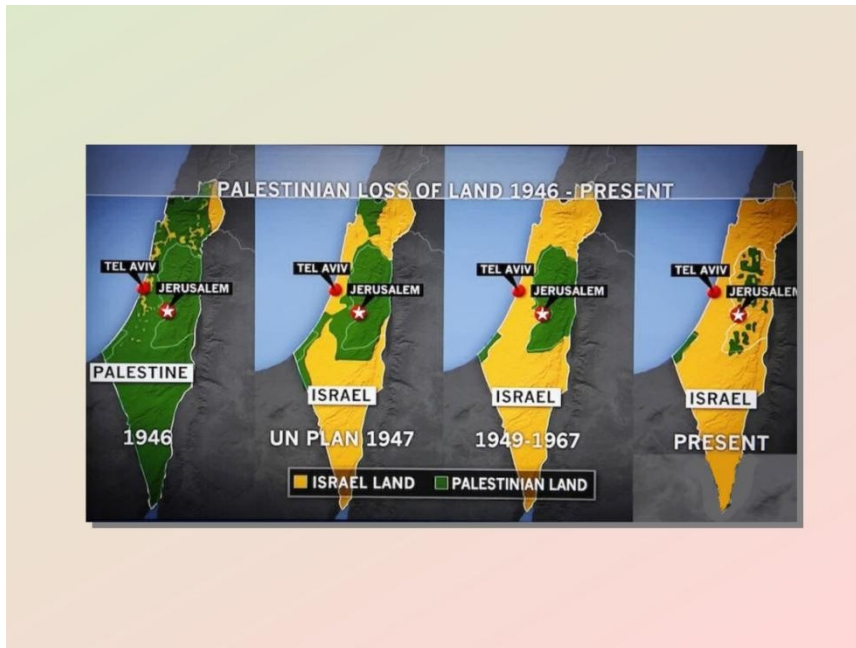 PALESTINIAN LOSS OF LAND 1946 - PRESENT
TEL AVIV
JERUSALEM
PALESTINE
1946
TEL AVIV
JERUSALEM
ISRAEL
UN PLAN 1947
TEL AVIV
JERUSALEM
ISRAEL
1949-1967
TEL AVIV
JERUSALEM
ISRAEL
PRESENT
ISRAEL LAND
PALESTINIAN LAND